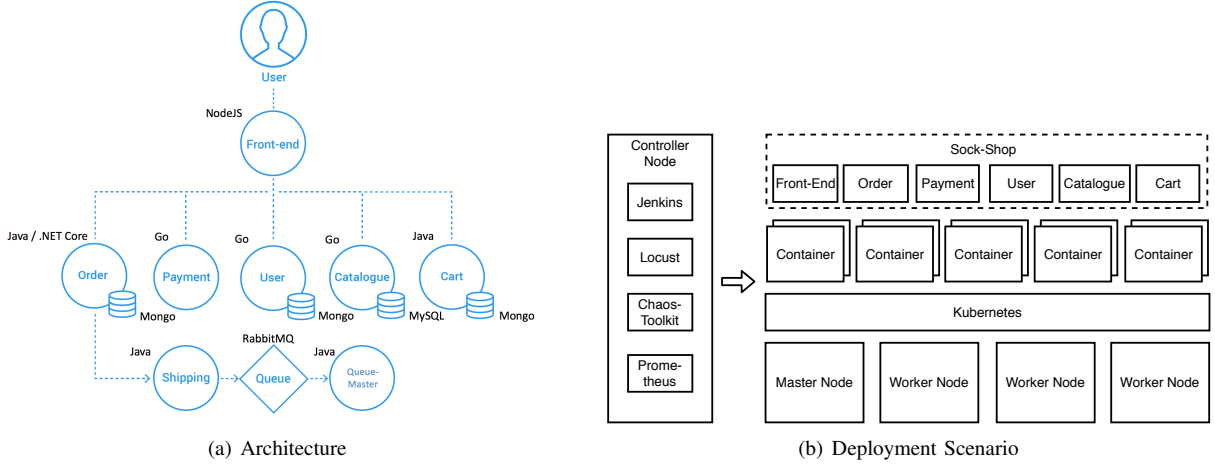 User
NodeJS
Front-end
Java / .NET Core
Go
Go
Go
Java
Order
Payment
User
Catalogue
Cart
Mongo
Mongo
MySQL
Mongo
Java
RabbitMQ
Java
Shipping
Queue
Queue-
Master
(a) Architecture
Controller
Node
Jenkins
Locust
Chaos-
Toolkit
Prome-
theus
Sock-Shop
Front-End
Order
Payment
User
Catalogue
Cart
Container
Container
Container
Container
Container
Kubernetes
Master Node
Worker Node
Worker Node
Worker Node
(b) Deployment Scenario